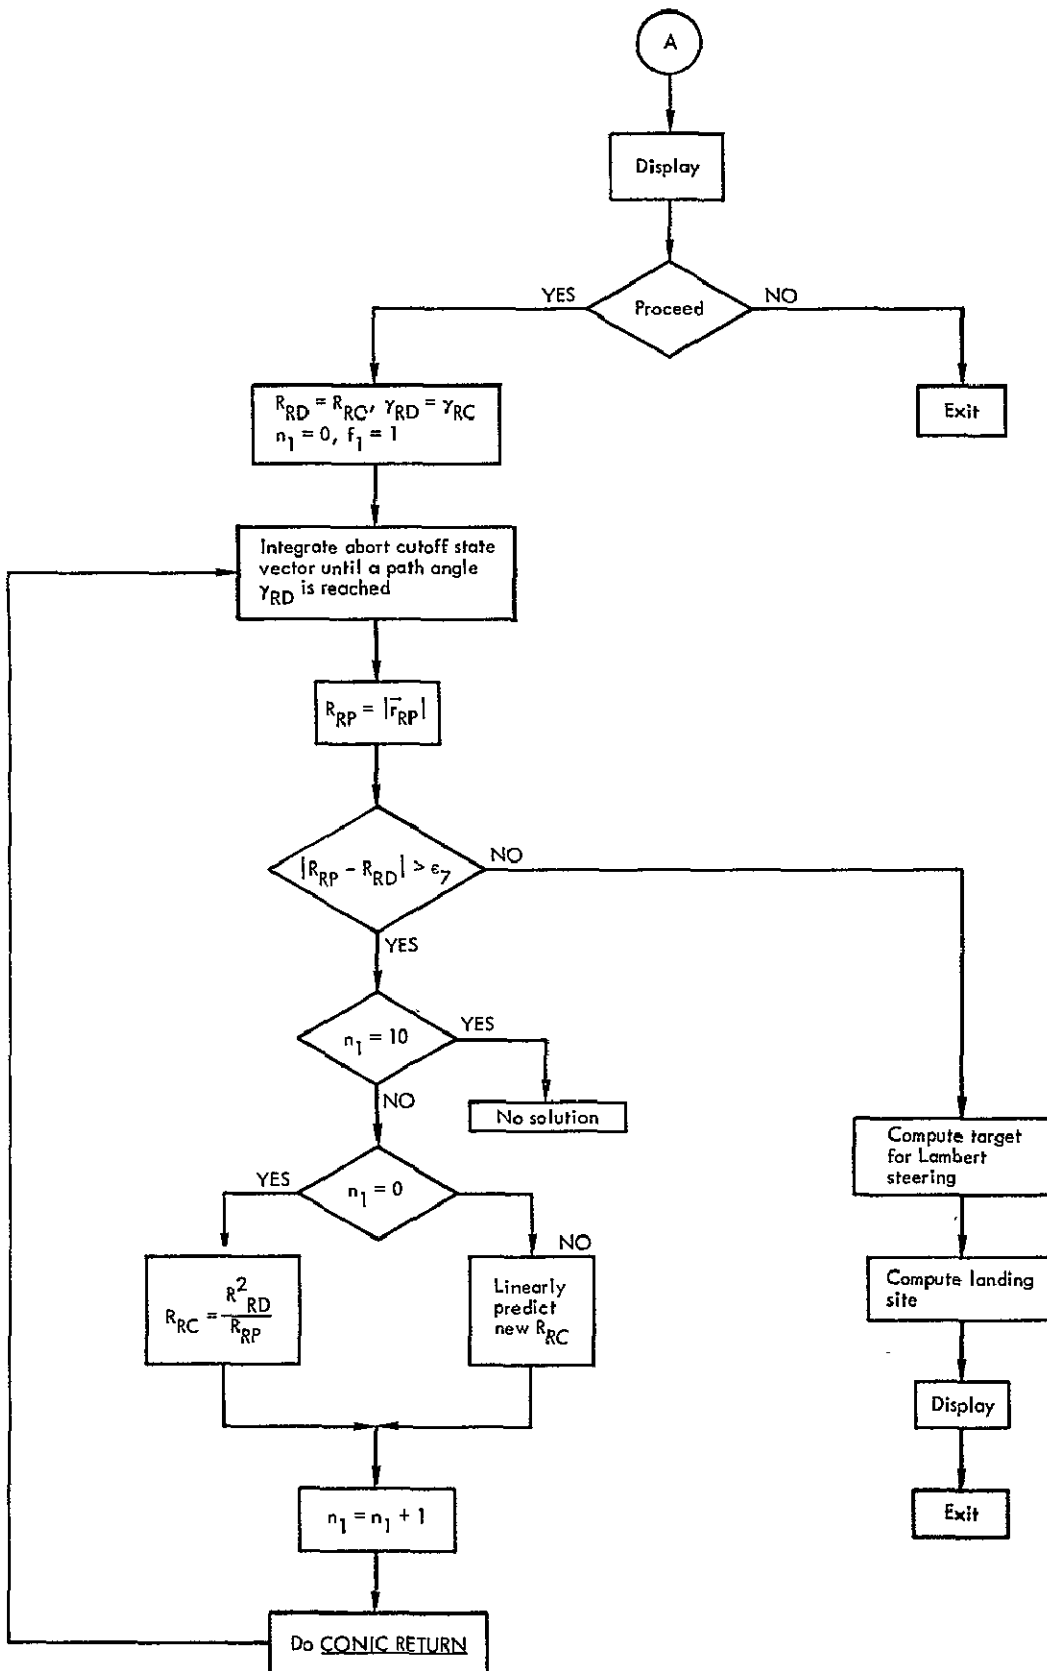 A
Display
YES
Proceed
NO
R_RD = R_RC, γ_RD = γ_RC
n_1 = 0, f_1 = 1
Exit
Integrate abort cutoff state
vector until a path angle
γ_RD is reached
R_RP = |r⃗_RP|
|R_RP − R_RD| > ε_7
NO
YES
n_1 = 10
YES
NO
No solution
Compute target
for Lambert
steering
YES
n_1 = 0
NO
R_RC = R²_RD / R_RP
Linearly
predict
new R_RC
Compute landing
site
Display
n_1 = n_1 + 1
Exit
Do CONIC RETURN